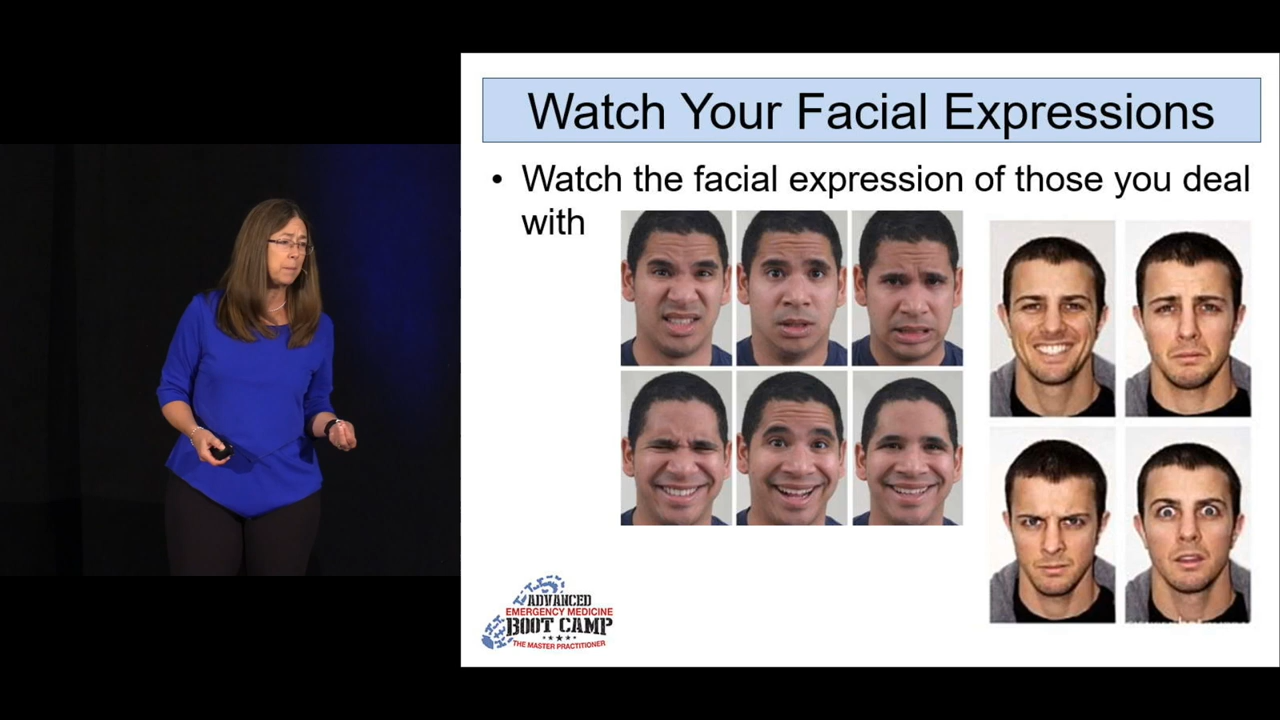 Watch Your Facial Expressions
• Watch the facial expression of those you deal
with
ADVANCED
EMERGENCY MEDICINE
BOOT CAMP
THE MASTER PRACTITIONER